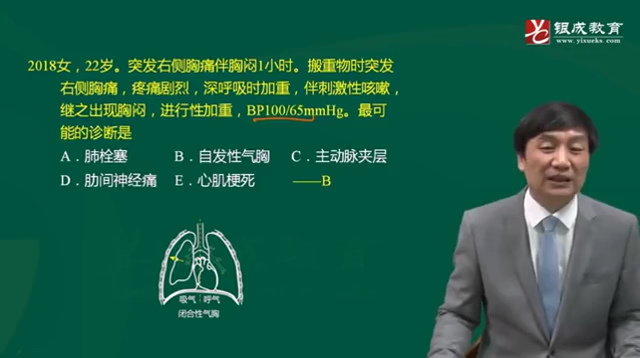 银成教育
www.yixueks.com
2018女，22岁。突发右侧胸痛伴胸闷1小时。搬重物时突发
右侧胸痛，疼痛剧烈，深呼吸时加重，伴刺激性咳嗽，
继之出现胸闷，进行性加重，BP100/65mmHg。最可
能的诊断是
A．肺栓塞 B．自发性气胸 C．主动脉夹层
D．肋间神经痛 E．心肌梗死 ——B
吸气 呼气
闭合性气胸